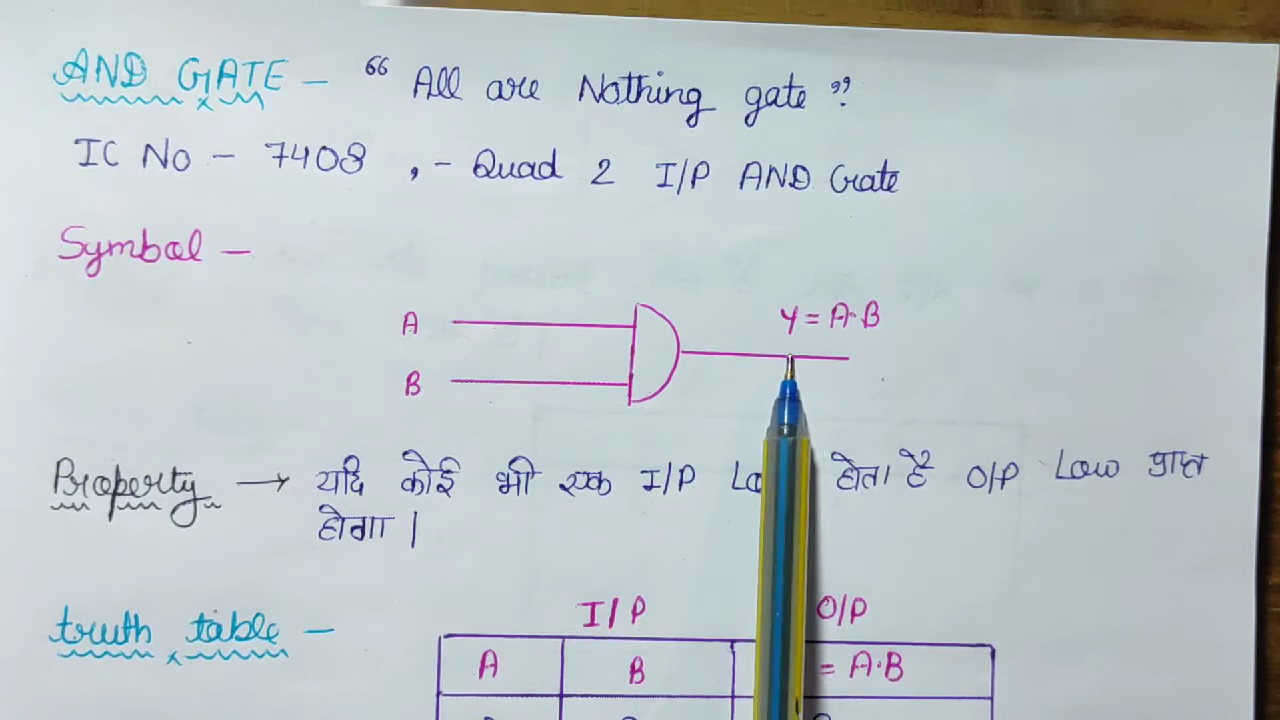 AND GATE - “ All are Nothing gate ”
IC No - 7408 , - Quad 2 I/P AND Gate
Symbol -
A
Y = A·B
B
Property → यदि कोई भी एक I/P होता है O/P Low प्राप्त
होगा |
truth table -
I/P O/P
A B = A·B